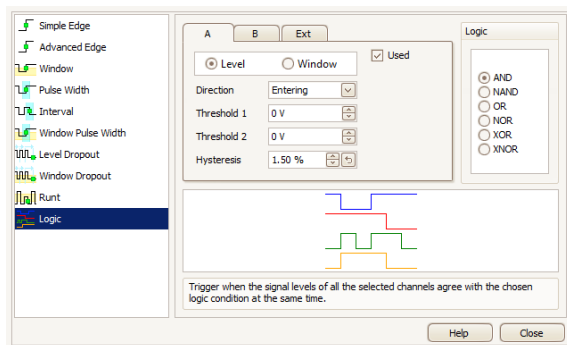 Simple Edge
Advanced Edge
Window
Pulse Width
Interval
Window Pulse Width
Level Dropout
Window Dropout
Runt
Logic
A B Ext
Level Window Used
Direction Entering
Threshold 1 0 V
Threshold 2 0 V
Hysteresis 1.50 %
Logic
AND
NAND
OR
NOR
XOR
XNOR
Trigger when the signal levels of all the selected channels agree with the chosen
logic condition at the same time.
Help Close